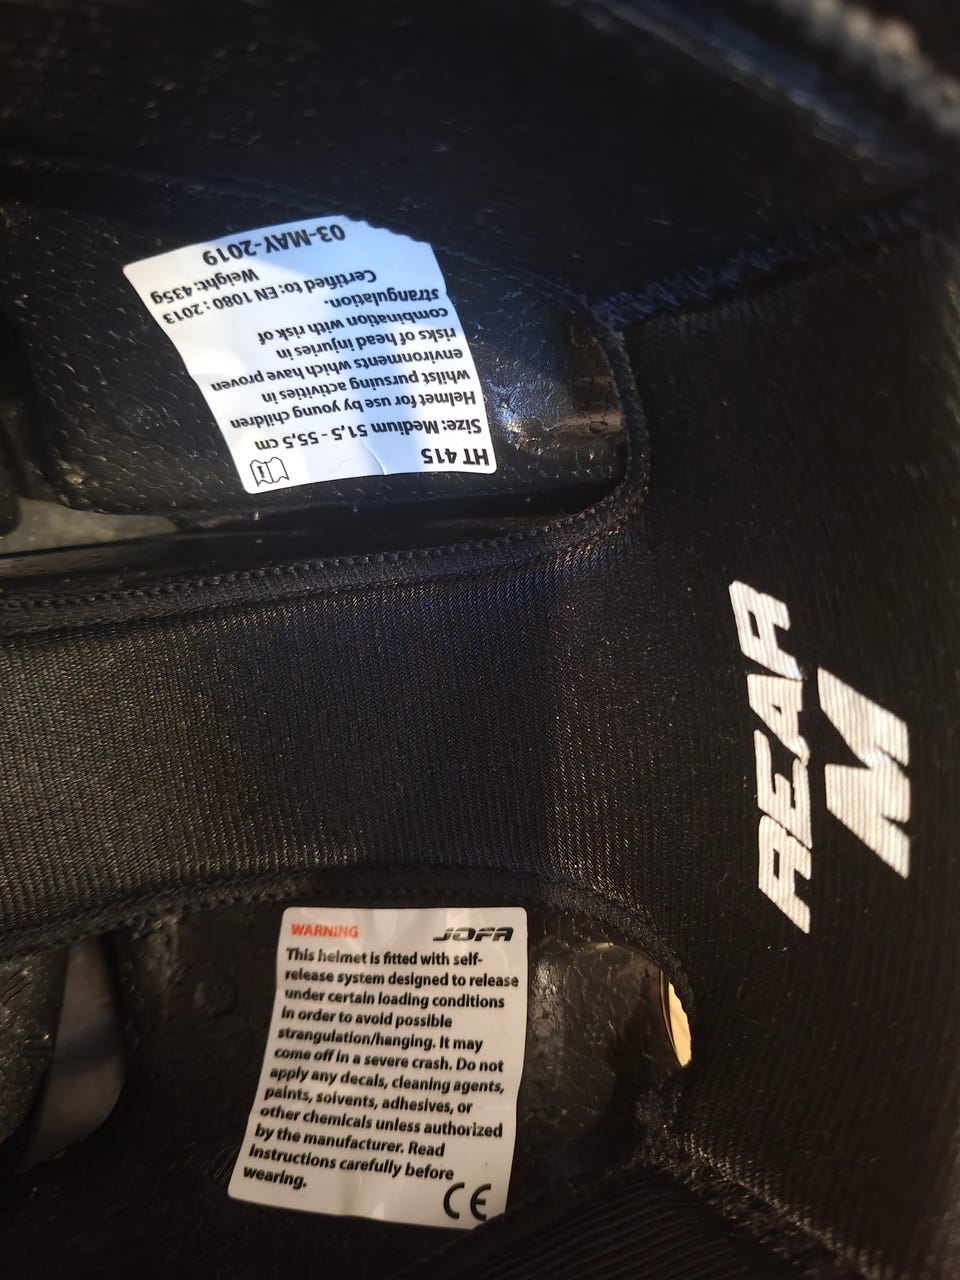 HT 415
Size: Medium 51,5 - 55,5 cm
Helmet for use by young children
whilst pursuing activities in
environments which have proven
risks of head injuries in
combination with risk of
strangulation.
Certified to: EN 1080 : 2013
Weight: 435g
03-MAY-2019
REAR
M
WARNING JOFA
This helmet is fitted with self-
release system designed to release
under certain loading conditions
in order to avoid possible
strangulation/hanging. It may
come off in a severe crash. Do not
apply any decals, cleaning agents,
paints, solvents, adhesives, or
other chemicals unless authorized
by the manufacturer. Read
instructions carefully before
wearing.
CE